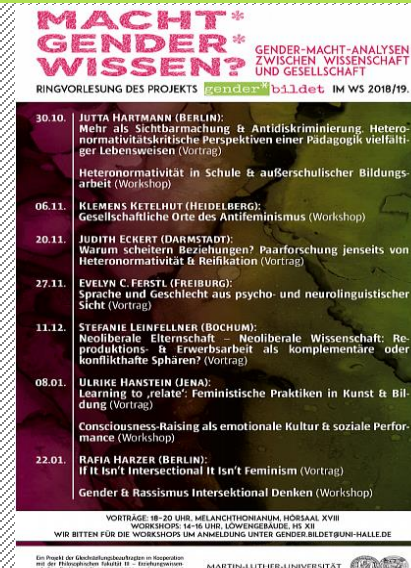 MACHT*
GENDER*
WISSEN?
GENDER-MACHT-ANALYSEN
ZWISCHEN WISSENSCHAFT
UND GESELLSCHAFT
RINGVORLESUNG DES PROJEKTS gender*bildet IM WS 2018/19.
30.10. JUTTA HARTMANN (BERLIN):
Mehr als Sichtbarmachung & Antidiskriminierung. Hetero-
normativitätskritische Perspektiven einer Pädagogik vielfälti-
ger Lebensweisen (Vortrag)
Heteronormativität in Schule & außerschulischer Bildungs-
arbeit (Workshop)
06.11. KLEMENS KETELHUT (HEIDELBERG):
Gesellschaftliche Orte des Antifeminismus (Workshop)
20.11. JUDITH ECKERT (DARMSTADT):
Warum scheitern Beziehungen? Paarforschung jenseits von
Heteronormativität & Reifikation (Vortrag)
27.11. EVELYN C. FERSTL (FREIBURG):
Sprache und Geschlecht aus psycho- und neurolinguistischer
Sicht (Vortrag)
11.12. STEFANIE LEINFELLNER (BOCHUM):
Neoliberale Elternschaft – Neoliberale Wissenschaft: Re-
produktions- & Erwerbsarbeit als komplementäre oder
konflikthafte Sphären? (Vortrag)
08.01. ULRIKE HANSTEIN (JENA):
Learning to ‚relate‘: Feministische Praktiken in Kunst & Bil-
dung (Vortrag)
Consciousness-Raising als emotionale Kultur & soziale Perfor-
mance (Workshop)
22.01. RAFIA HARZER (BERLIN):
If It Isn't Intersectional It Isn't Feminism (Vortrag)
Gender & Rassismus Intersektional Denken (Workshop)
VORTRÄGE: 18-20 UHR, MELANCHTHONIANUM, HÖRSAAL XVIII
WORKSHOPS: 14-16 UHR, LÖWENGEBÄUDE, HS XII
WIR BITTEN FÜR DIE WORKSHOPS UM ANMELDUNG UNTER GENDER.BILDET@UNI-HALLE.DE
Ein Projekt der Gleichstellungsbeauftragten in Kooperation
mit der Philosophischen Fakultät III – Erziehungswissen-
MARTIN-LUTHER-UNIVERSITÄT